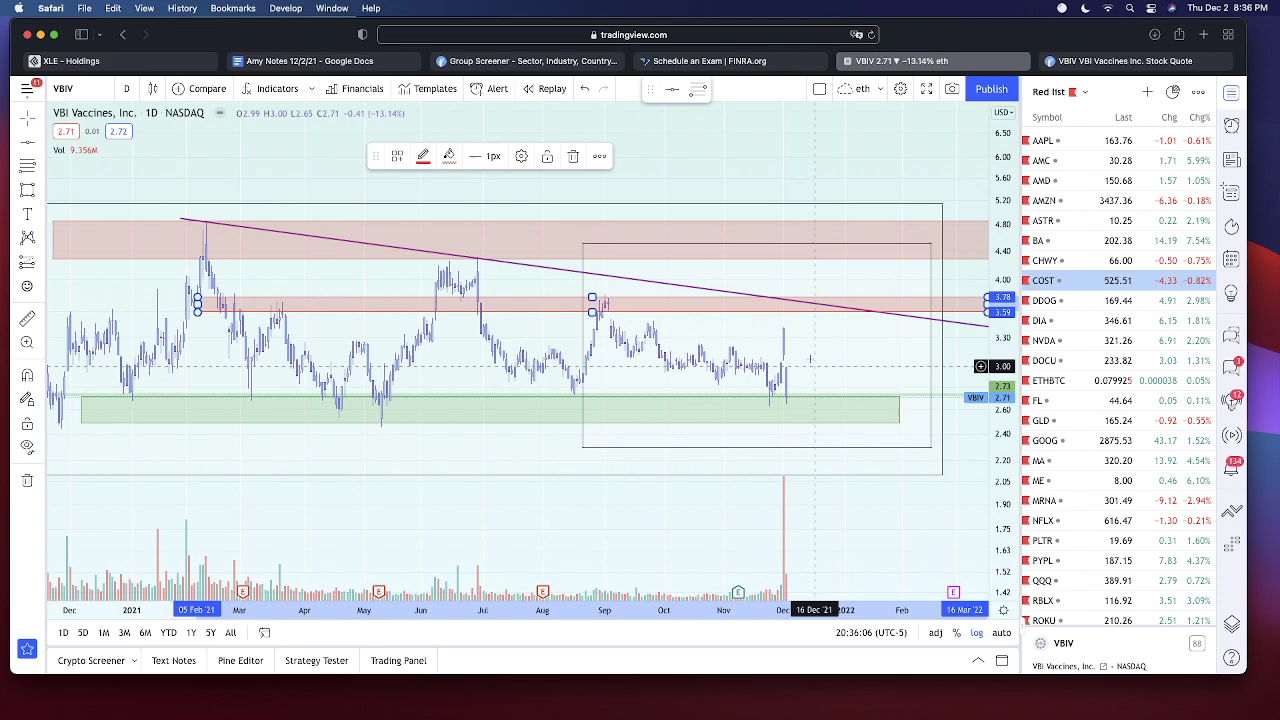 Safari File Edit View History Bookmarks Develop Window Help Thu Dec 2 8:36 PM
tradingview.com
XLE - Holdings
Amy Notes 12/2/21 - Google Docs
Group Screener - Sector, Industry, Country...
Schedule an Exam | FINRA.org
VBIV 2.71 ▼ −13.14% eth
VBIV VBI Vaccines Inc. Stock Quote
31
VBIV D Compare Indicators Financials Templates Alert Replay eth Publish
VBI Vaccines, Inc. · 1D · NASDAQ O2.99 H3.00 L2.65 C2.71 −0.41 (−13.14%)
2.71 0.01 2.72
Vol 9.356M
1px
USD
6.50
6.00
5.60
5.20
4.80
4.40
4.00
3.78
3.59
3.30
3.00
2.73
VBIV 2.71
2.60
2.40
2.20
2.05
1.90
1.75
1.63
1.52
1.42
E E E E E
Dec 2021 05 Feb '21 Mar Apr May Jun Jul Aug Sep Oct Nov Dec 16 Dec '21 2022 Feb 16 Mar '22
1D 5D 1M 3M 6M YTD 1Y 5Y All 20:36:06 (UTC-5) adj % log auto
Crypto Screener Text Notes Pine Editor Strategy Tester Trading Panel
Red list
Symbol Last Chg Chg%
AAPL 163.76 −1.01 −0.61%
AMC 30.28 1.71 5.99%
AMD 150.68 1.57 1.05%
AMZN 3437.36 −6.36 −0.18%
ASTR 10.25 0.22 2.19%
BA 202.38 14.19 7.54%
CHWY 66.00 −0.50 −0.75%
COST 525.51 −4.33 −0.82%
DDOG 169.44 4.91 2.98%
DIA 346.61 6.15 1.81%
NVDA 321.26 6.91 2.20%
DOCU 233.82 3.03 1.31%
ETHBTC 0.079925 0.000038 0.05%
FL 44.64 0.05 0.11%
GLD 165.24 −0.92 −0.55%
GOOG 2875.53 43.17 1.52%
MA 320.20 13.92 4.54%
ME 8.00 0.46 6.10%
MRNA 301.49 −9.12 −2.94%
NFLX 616.47 −1.30 −0.21%
PLTR 19.69 0.31 1.60%
PYPL 187.15 7.83 4.37%
QQQ 389.91 2.79 0.72%
RBLX 116.92 3.51 3.09%
ROKU 210.26 2.51 1.21%
VBIV 88
VBI Vaccines, Inc. · NASDAQ
3
12
134